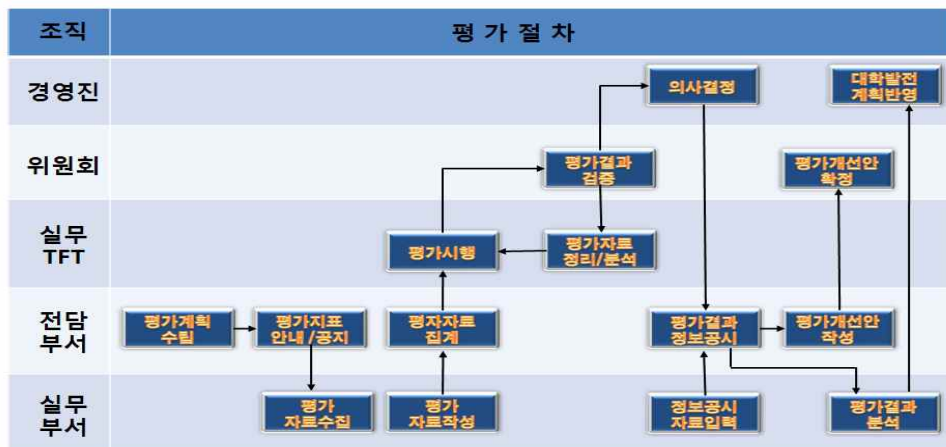 조직
평 가 절 차
경영진
의사결정
대학발전
계획반영
위원회
평가결과
검증
평가개선안
확정
실무
TFT
평가시행
평가자료
정리/분석
전담
부서
평가계획
수립
평가지표
안내/공지
평자자료
집계
평가결과
정보공시
평가개선안
작성
실무
부서
평가
자료수집
평가
자료작성
정보공시
자료입력
평가결과
분석